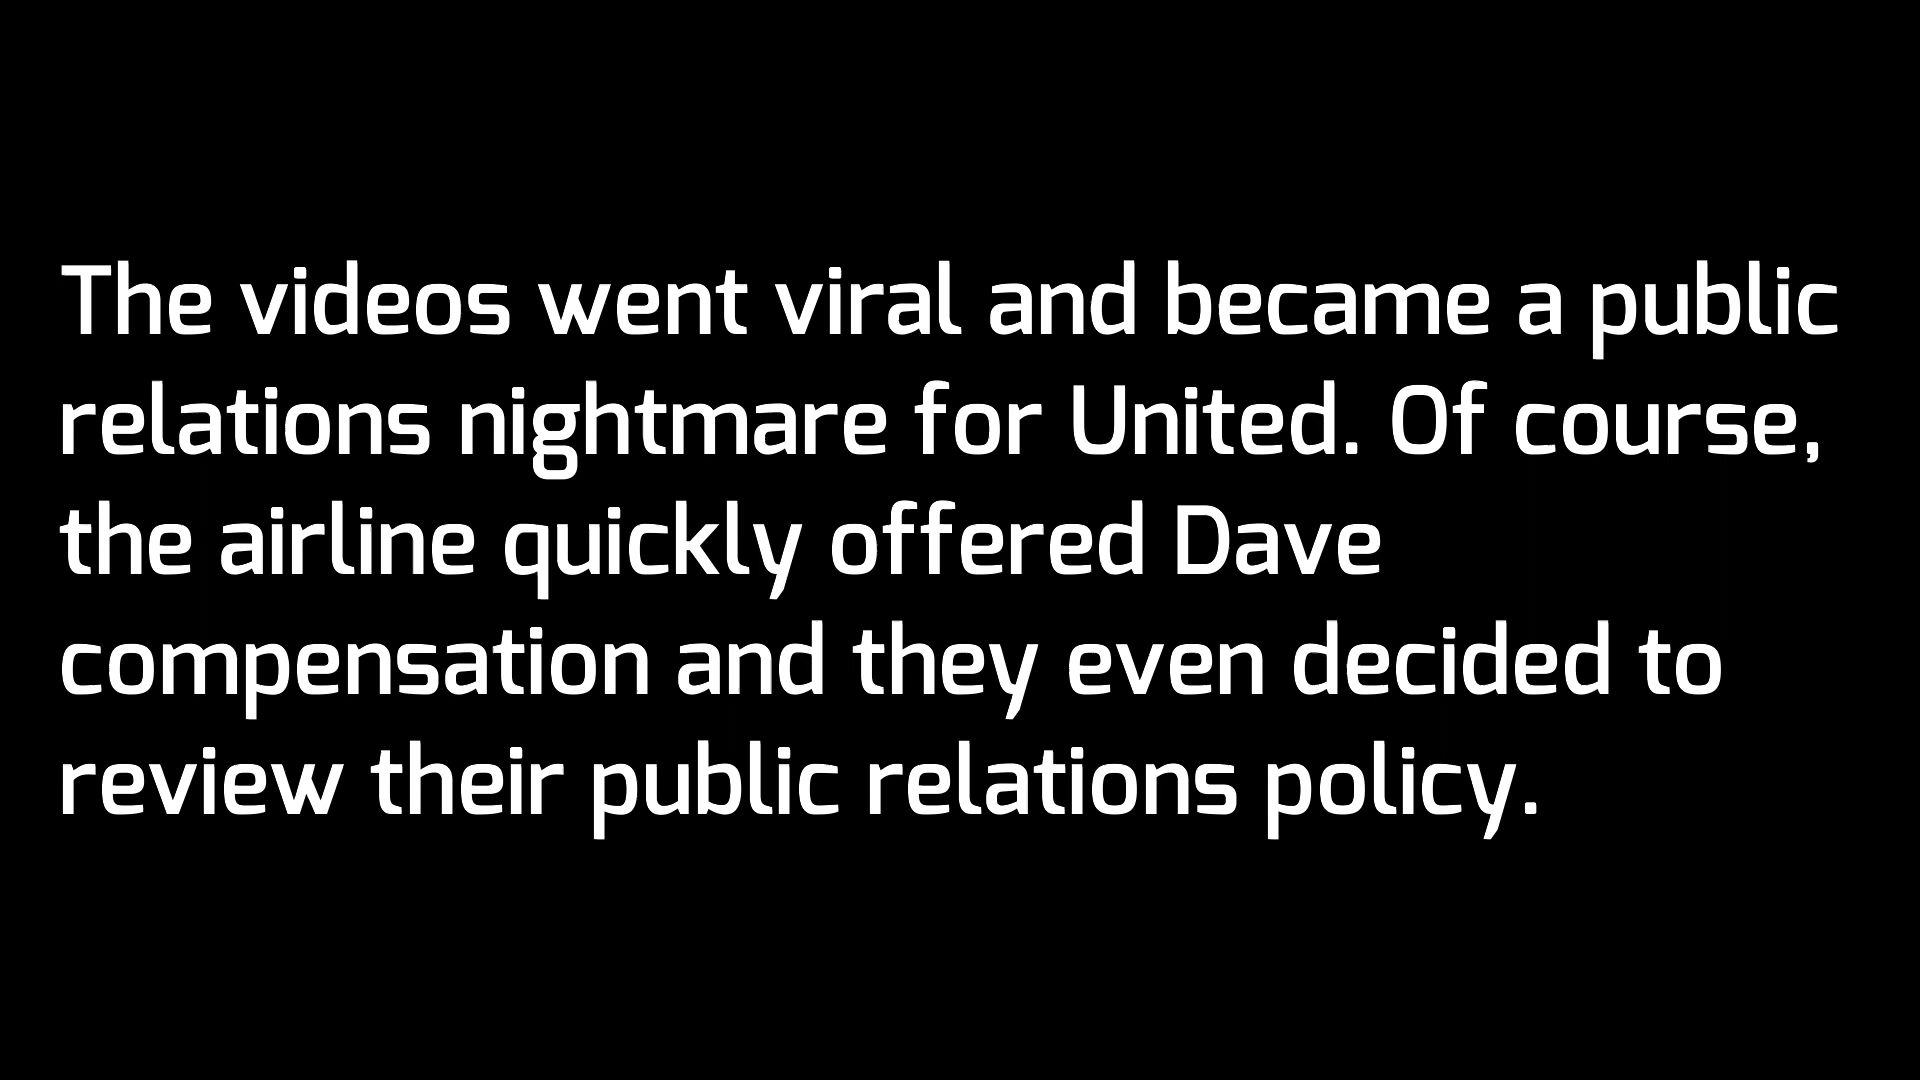 The videos went viral and became a public
relations nightmare for United. Of course,
the airline quickly offered Dave
compensation and they even decided to
review their public relations policy.